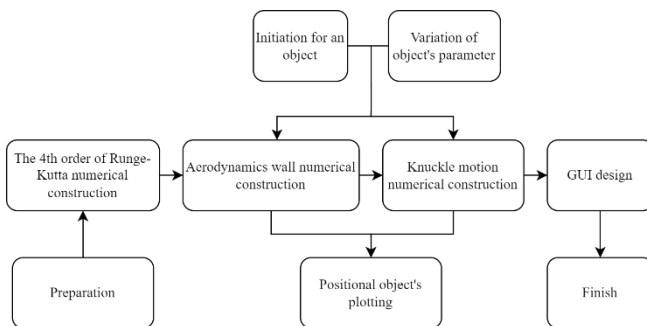 Initiation for an
object
Variation of
object's parameter
The 4th order of Runge-
Kutta numerical
construction
Aerodynamics wall numerical
construction
Knuckle motion
numerical construction
GUI design
Preparation
Positional object's
plotting
Finish